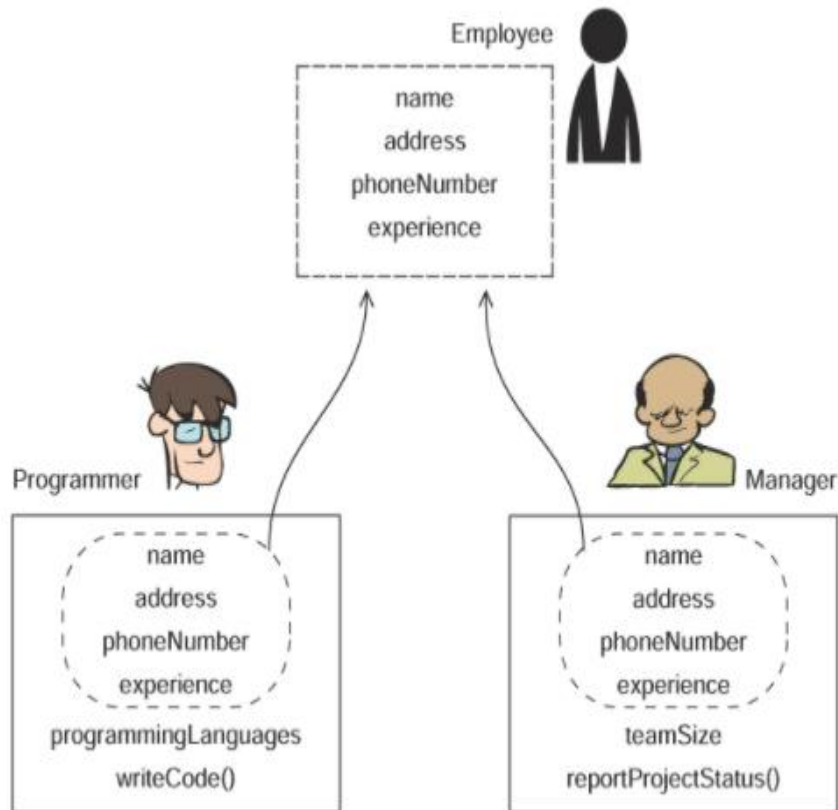 Employee
name
address
phoneNumber
experience
Programmer
name
address
phoneNumber
experience
programmingLanguages
writeCode()
Manager
name
address
phoneNumber
experience
teamSize
reportProjectStatus()